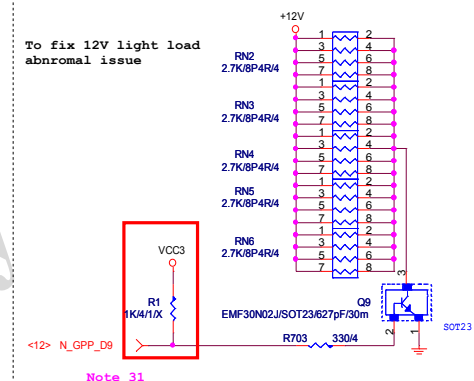 +12V
To fix 12V light load
abnromal issue
1 2
3 4
RN2 5 6
2.7K/8P4R/4 7 8
1 2
3 4
RN3 5 6
2.7K/8P4R/4 7 8
1 2
3 4
RN4 5 6
2.7K/8P4R/4 7 8
1 2
RN5 3 4
2.7K/8P4R/4 5 6
7 8
1 2
RN6 3 4
2.7K/8P4R/4 5 6
7 8
VCC3
3
R1 Q9
1K/4/1/X EMF30N02J/SOT23/627pF/30m
SOT23
2 1
R703 330/4
<12> N_GPP_D9
Note 31